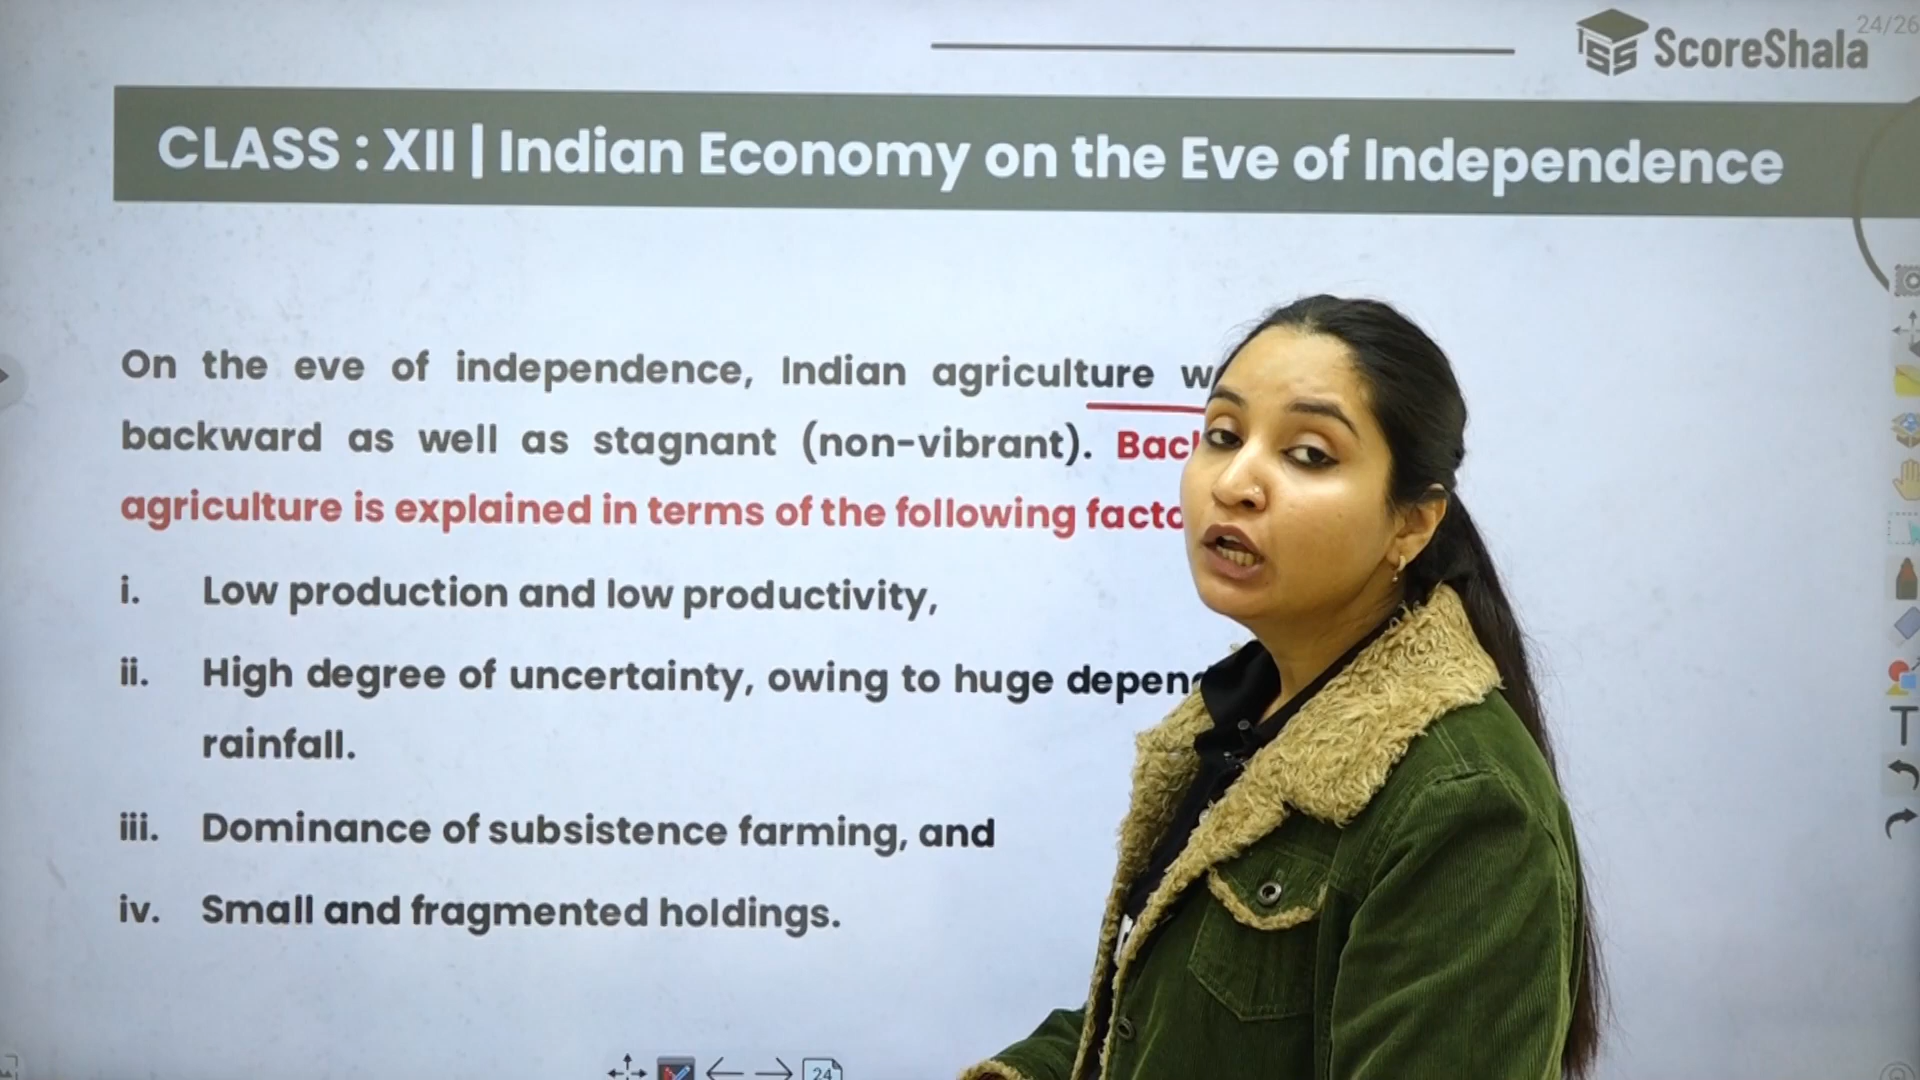 24/26
ScoreShala
CLASS : XII | Indian Economy on the Eve of Independence
On the eve of independence, Indian agriculture
backward as well as stagnant (non-vibrant).
agriculture is explained in terms of the following
i. Low production and low productivity,
ii. High degree of uncertainty, owing to huge
rainfall.
iii. Dominance of subsistence farming, and
iv. Small and fragmented holdings.
24